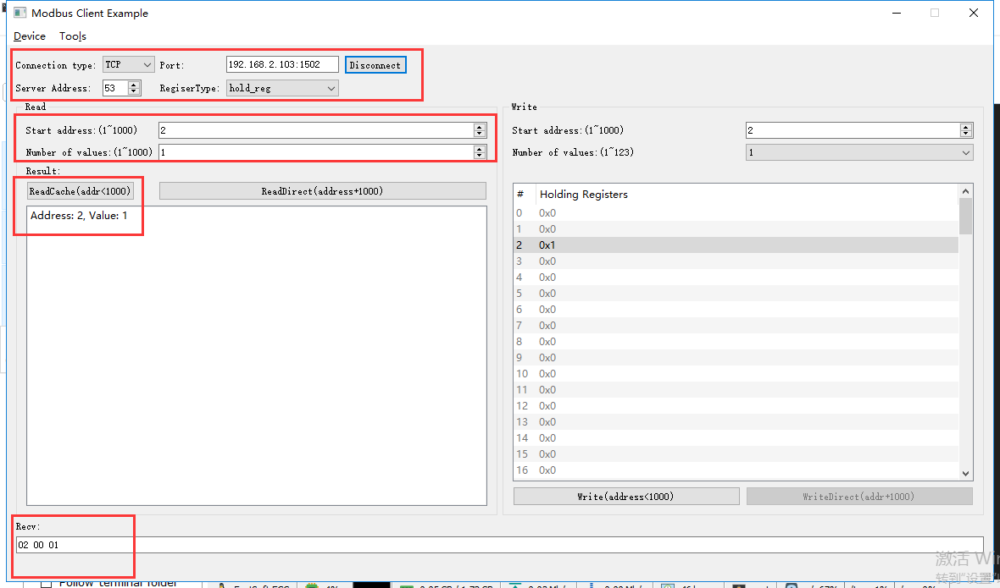 Modbus Client Example
Device Tools
Connection type: TCP Port: 192.168.2.103:1502 Disconnect
Server Address: 53 RegiserType: hold_reg
Read
Start address:(1~1000) 2
Number of values:(1~1000) 1
Result:
ReadCache(addr<1000) ReadDirect(address+1000)
Address: 2, Value: 1
Write
Start address:(1~1000) 2
Number of values:(1~123) 1
# Holding Registers
0 0x0
1 0x0
2 0x1
3 0x0
4 0x0
5 0x0
6 0x0
7 0x0
8 0x0
9 0x0
10 0x0
11 0x0
12 0x0
13 0x0
14 0x0
15 0x0
16 0x0
Write(address<1000) WriteDirect(addr+1000)
Recv:
02 00 01
激活 Wi
转到"设置"
Follow terminal folder